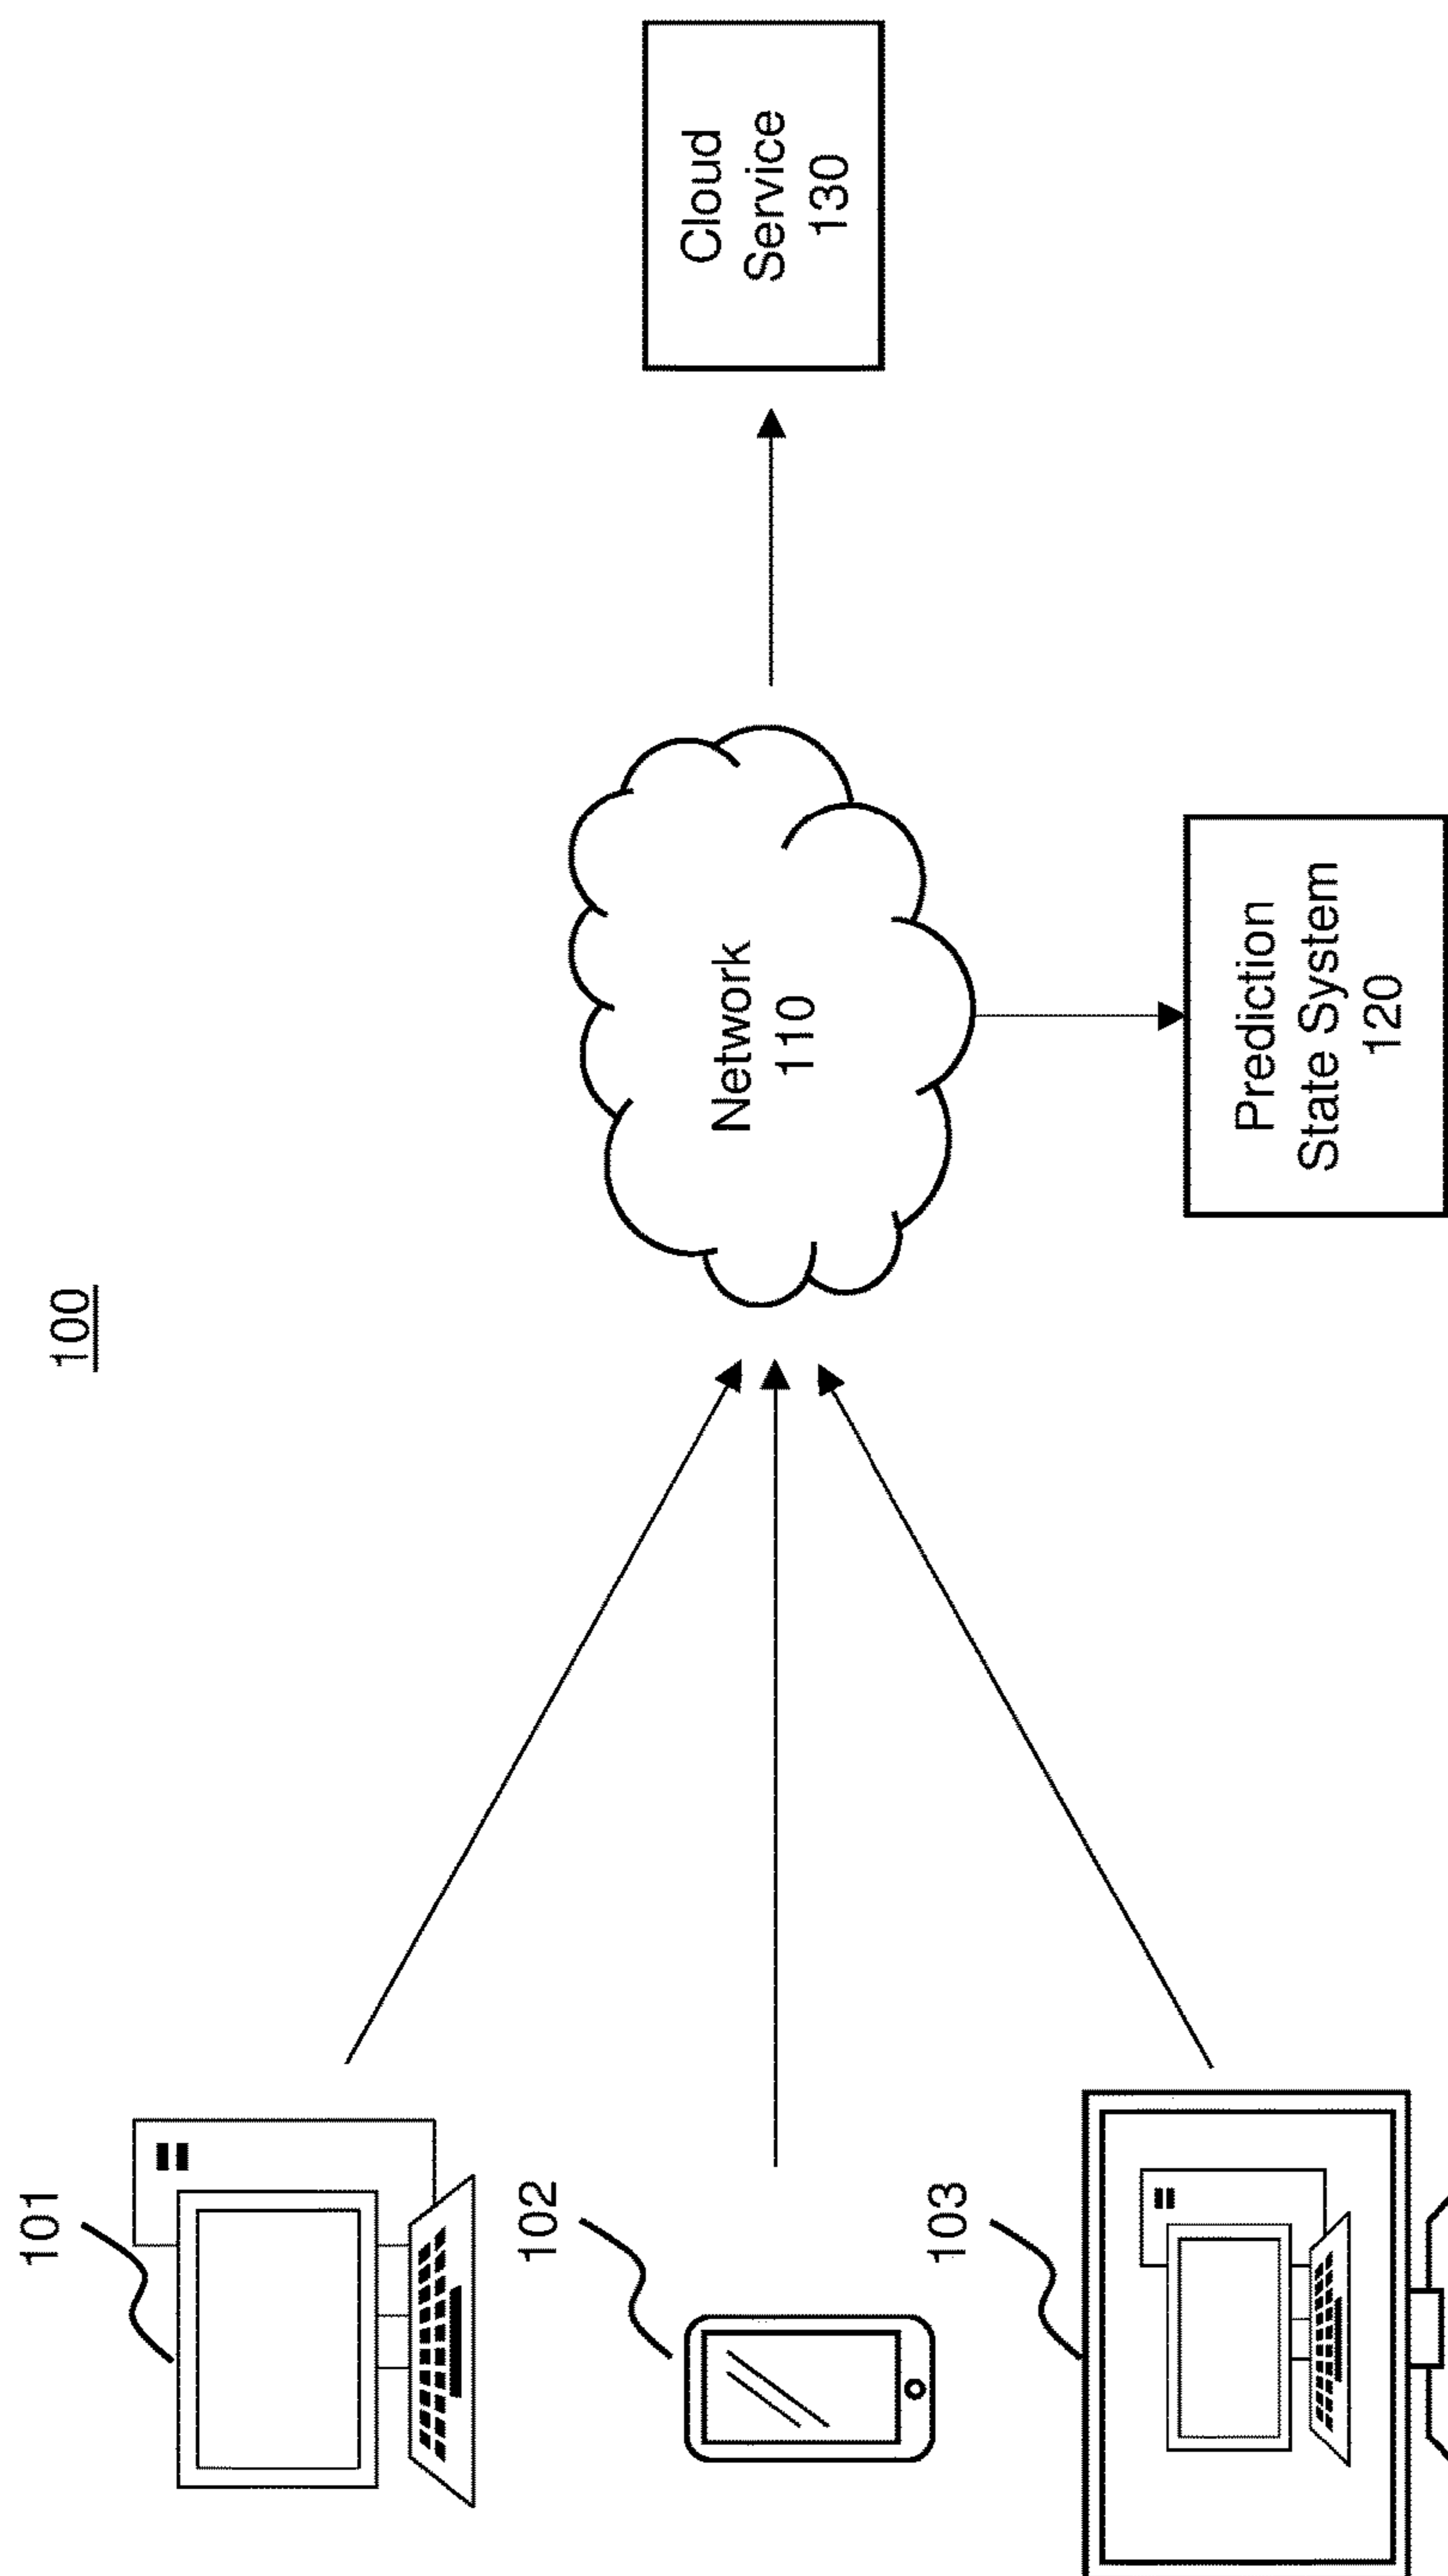 100
101
102
103
Network
110
Cloud
Service
130
Prediction
State System
120